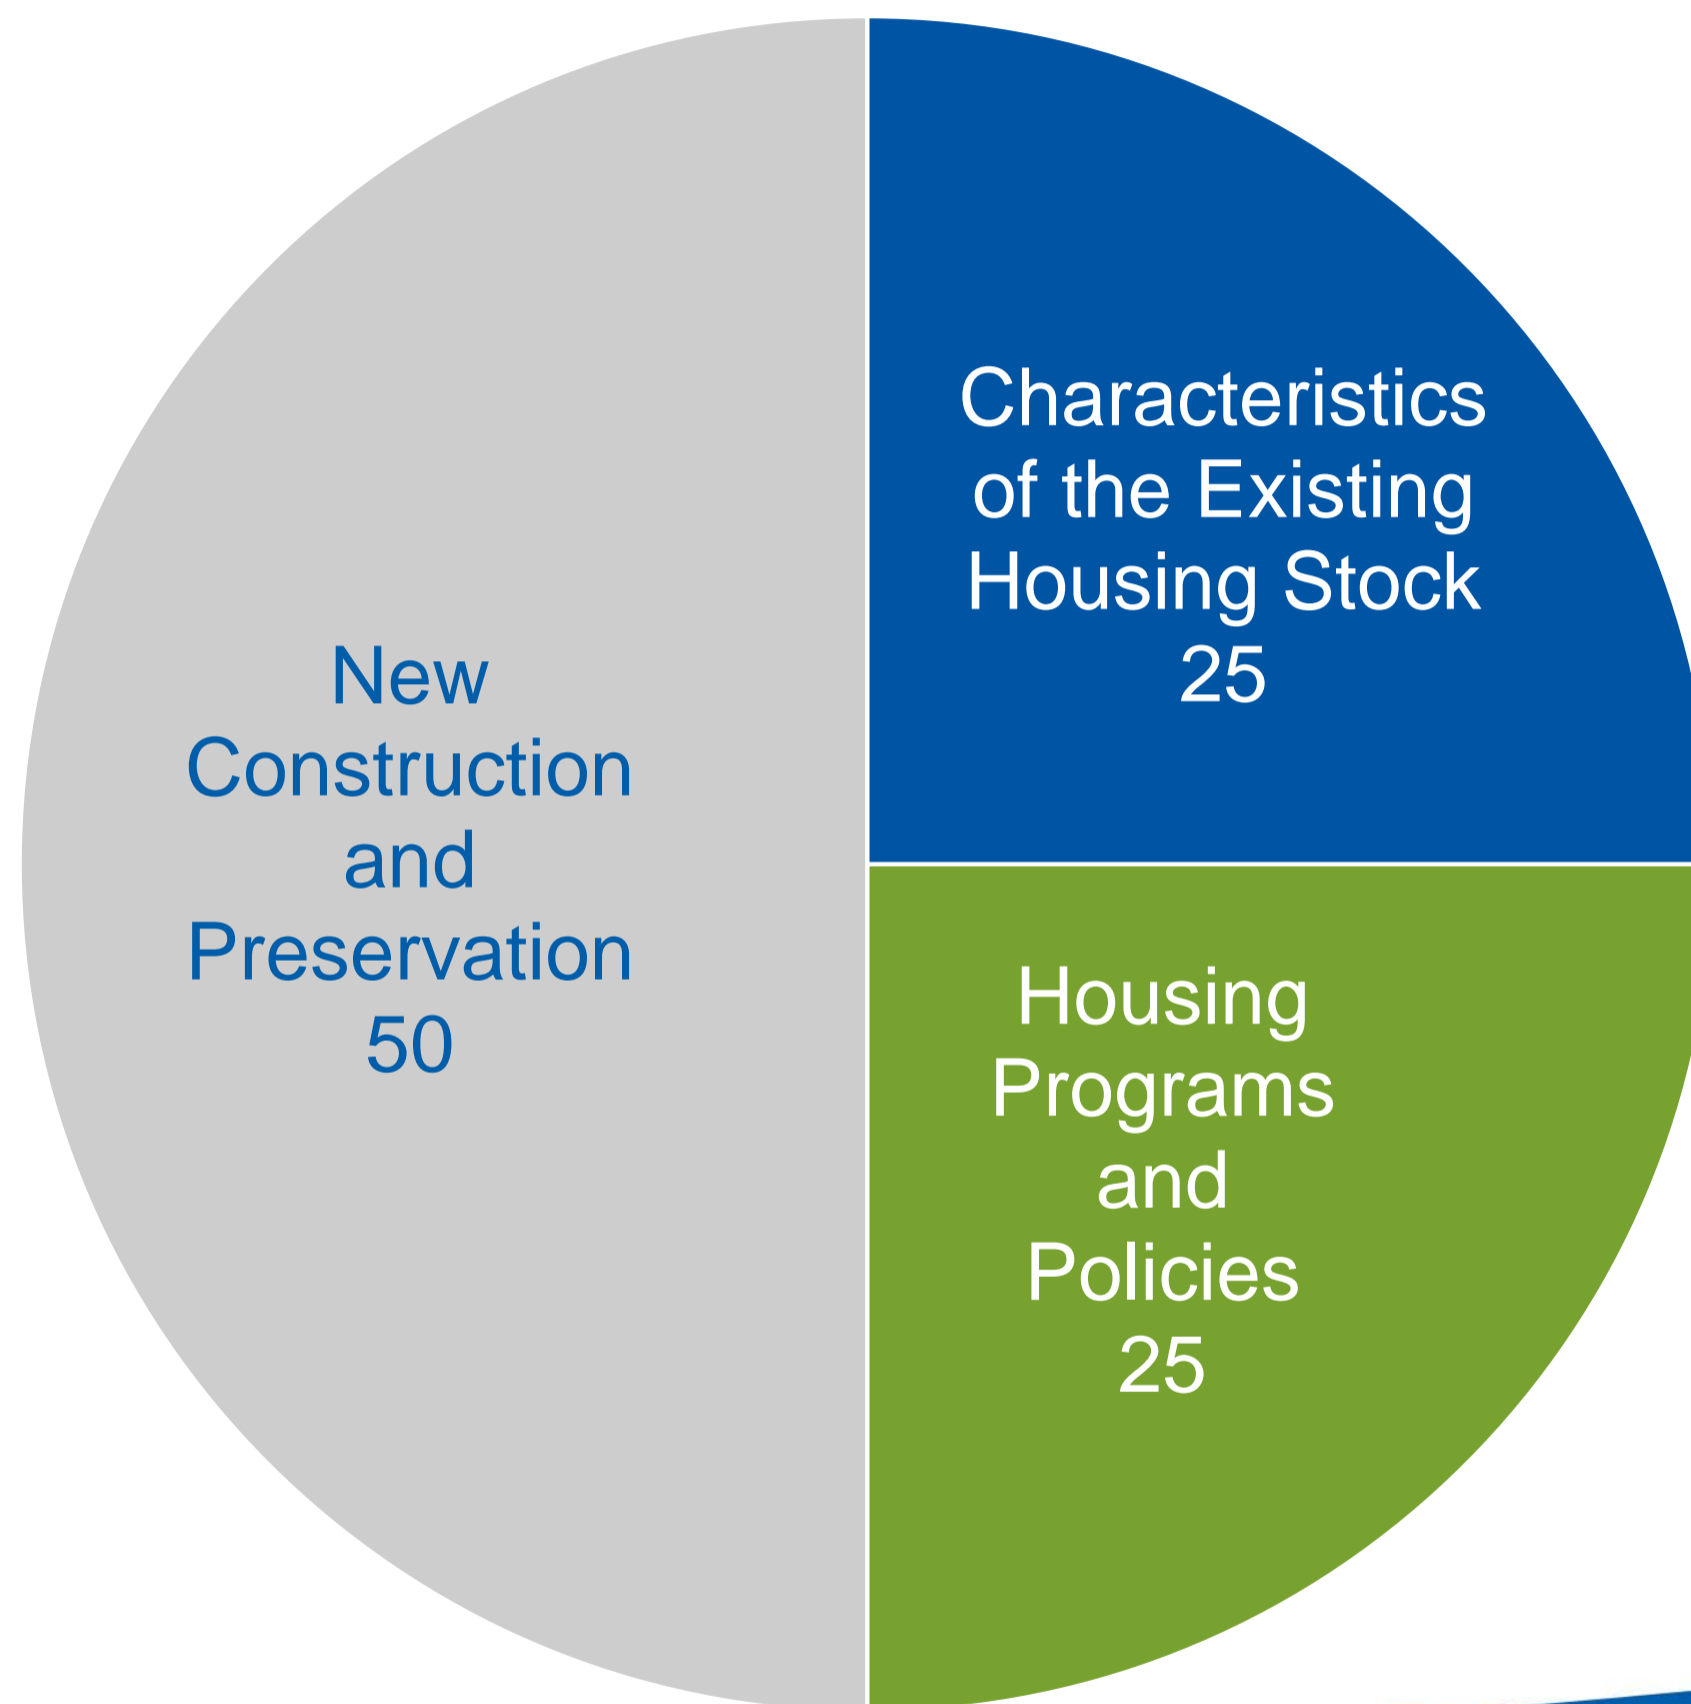 New
Construction
and
Preservation
50
Characteristics
of the Existing
Housing Stock
25
Housing
Programs
and
Policies
25